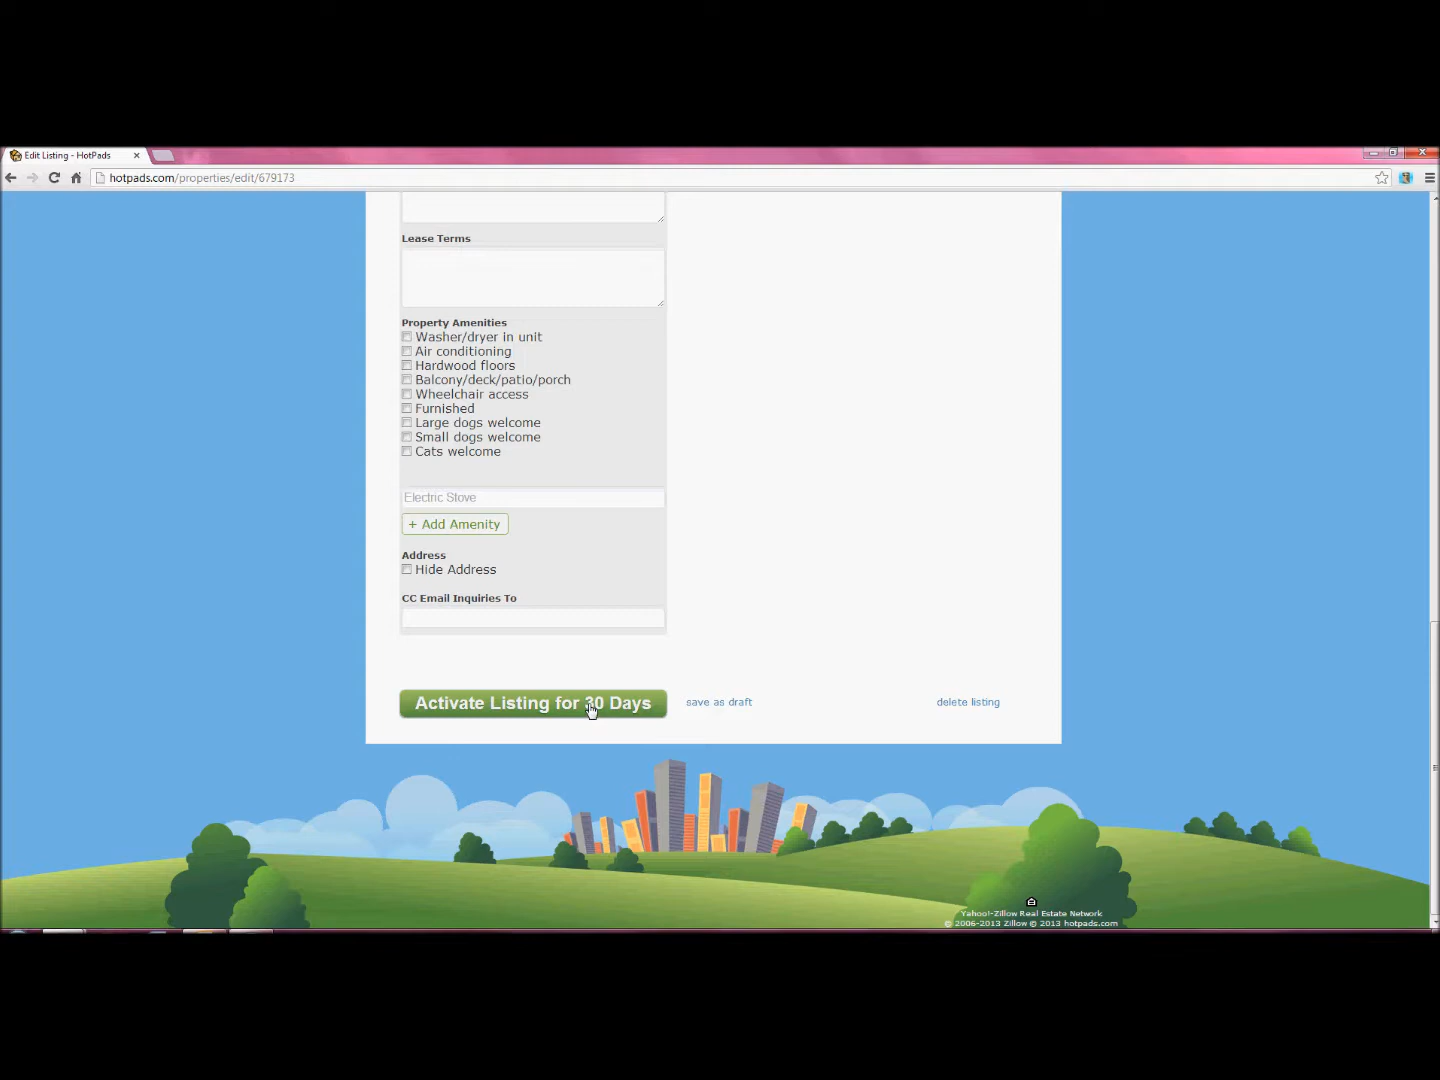 Edit Listing - HotPads
hotpads.com/properties/edit/679173
Lease Terms
Property Amenities
Washer/dryer in unit
Air conditioning
Hardwood floors
Balcony/deck/patio/porch
Wheelchair access
Furnished
Large dogs welcome
Small dogs welcome
Cats welcome
Electric Stove
+ Add Amenity
Address
Hide Address
CC Email Inquiries To
Activate Listing for 30 Days
save as draft
delete listing
Yahoo!-Zillow Real Estate Network
© 2006-2013 Zillow © 2013 hotpads.com